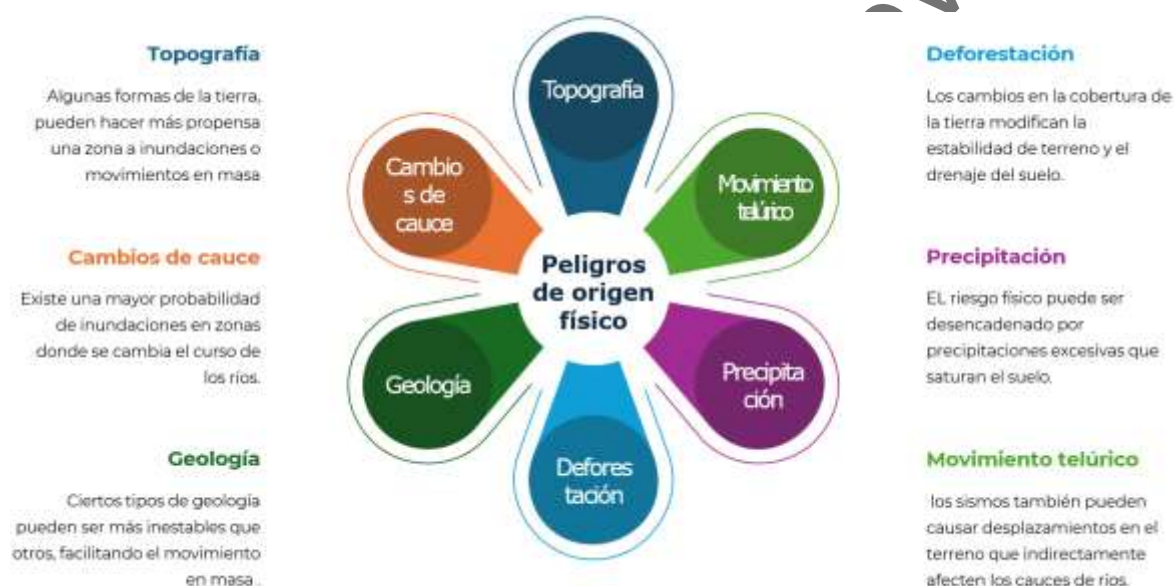 Topografía
Algunas formas de la tierra,
pueden hacer más propensa
una zona a inundaciones o
movimientos en masa
Cambios de cauce
Existe una mayor probabilidad
de inundaciones en zonas
donde se cambia el curso de
los ríos.
Geología
Ciertos tipos de geología
pueden ser más inestables que
otros, facilitando el movimiento
en masa.
Topografía
Cambio
s de
cauce
Movimiento
telúrico
Peligros
de origen
físico
Geología
Precipita
ción
Defores
tación
Deforestación
Los cambios en la cobertura de
la tierra modifican la
estabilidad de terreno y el
drenaje del suelo.
Precipitación
EL riesgo físico puede ser
desencadenado por
precipitaciones excesivas que
saturan el suelo.
Movimiento telúrico
los sismos también pueden
causar desplazamientos en el
terreno que indirectamente
afecten los cauces de ríos.